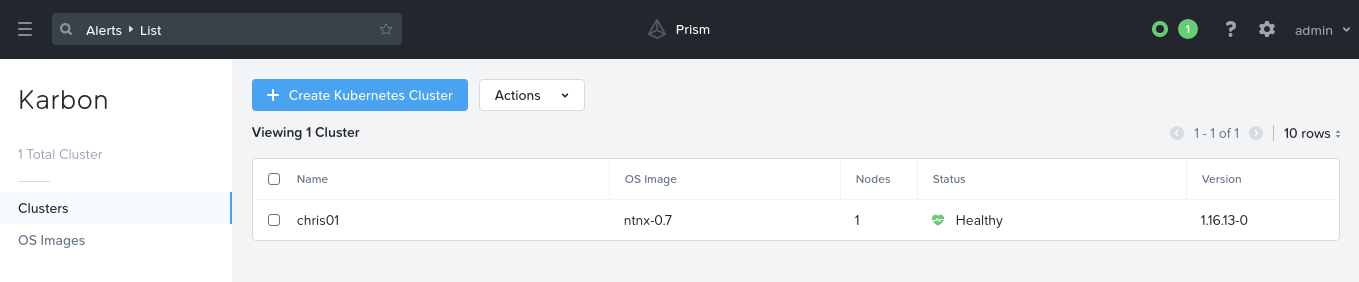 Alerts List
Prism
1
?
admin
Karbon
1 Total Cluster
Clusters
OS Images
+ Create Kubernetes Cluster
Actions
Viewing 1 Cluster
1 - 1 of 1
10 rows
Name OS Image Nodes Status Version
chris01 ntnx-0.7 1 Healthy 1.16.13-0